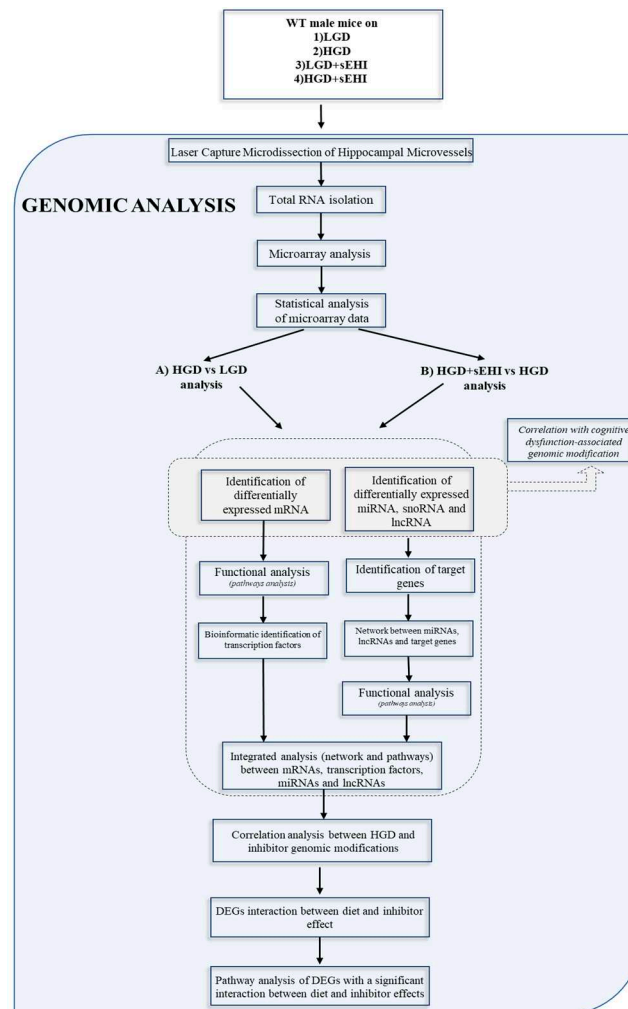 WT male mice on
1)LGD
2)HGD
3)LGD+sEHI
4)HGD+sEHI
Laser Capture Microdissection of Hippocampal Microvessels
GENOMIC ANALYSIS
Total RNA isolation
Microarray analysis
Statistical analysis
of microarray data
A) HGD vs LGD
analysis
B) HGD+sEHI vs HGD
analysis
Correlation with cognitive
dysfunction-associated
genomic modification
Identification of
differentially
expressed mRNA
Identification of
differentially expressed
miRNA, snoRNA and
lncRNA
Functional analysis
(pathways analysis)
Identification of target
genes
Bioinformatic identification of
transcription factors
Network between miRNAs,
lncRNAs and target genes
Functional analysis
(pathways analysis)
Integrated analysis (network and pathways)
between mRNAs, transcription factors,
miRNAs and lncRNAs
Correlation analysis between HGD and
inhibitor genomic modifications
DEGs interaction between diet and inhibitor
effect
Pathway analysis of DEGs with a significant
interaction between diet and inhibitor effects